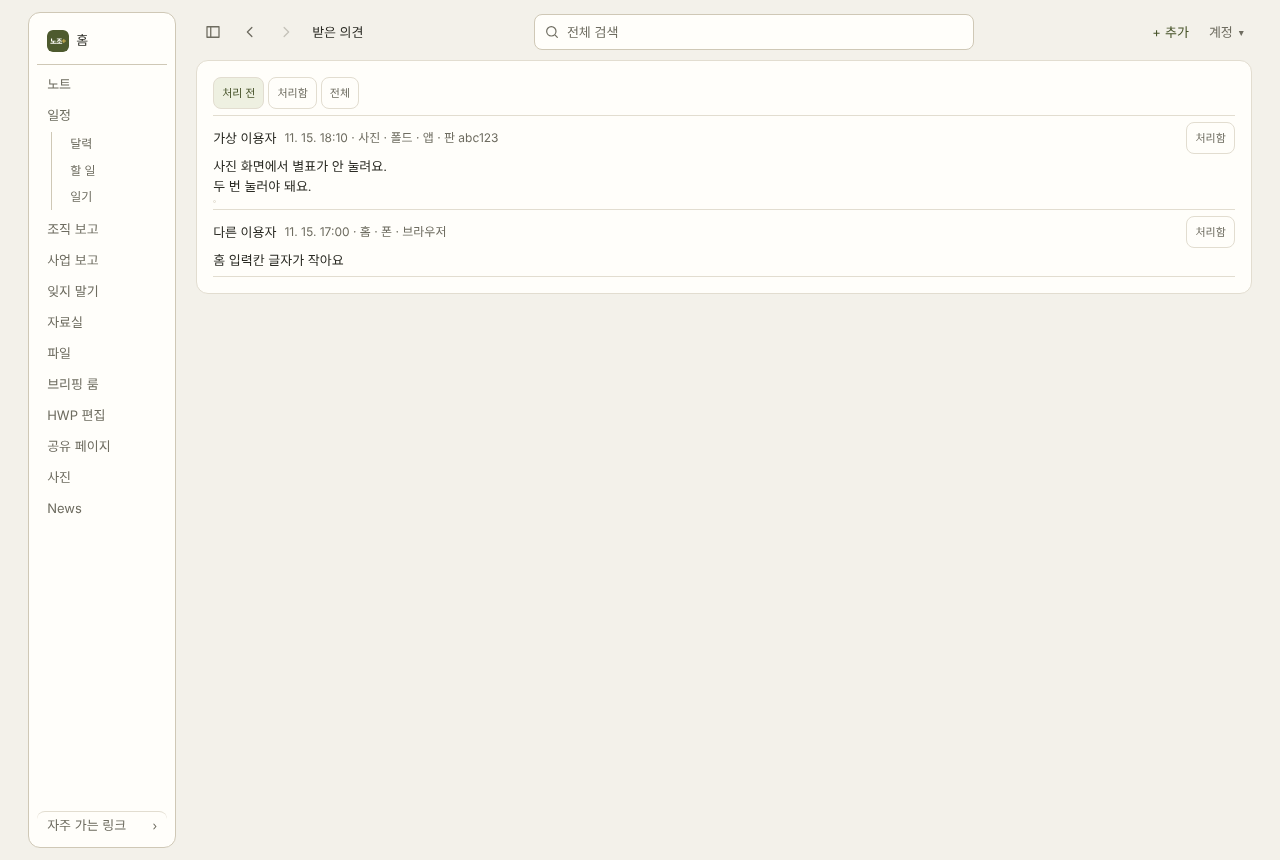 노조+ 홈
받은 의견
전체 검색
+ 추가
계정 ▾
노트
일정
달력
할 일
일기
조직 보고
사업 보고
잊지 말기
자료실
파일
브리핑 룸
HWP 편집
공유 페이지
사진
News
자주 가는 링크 ›
처리 전 처리함 전체
가상 이용자 11. 15. 18:10 · 사진 · 폴드 · 앱 · 판 abc123 처리함
사진 화면에서 별표가 안 눌려요.
두 번 눌러야 돼요.
다른 이용자 11. 15. 17:00 · 홈 · 폰 · 브라우저 처리함
홈 입력칸 글자가 작아요